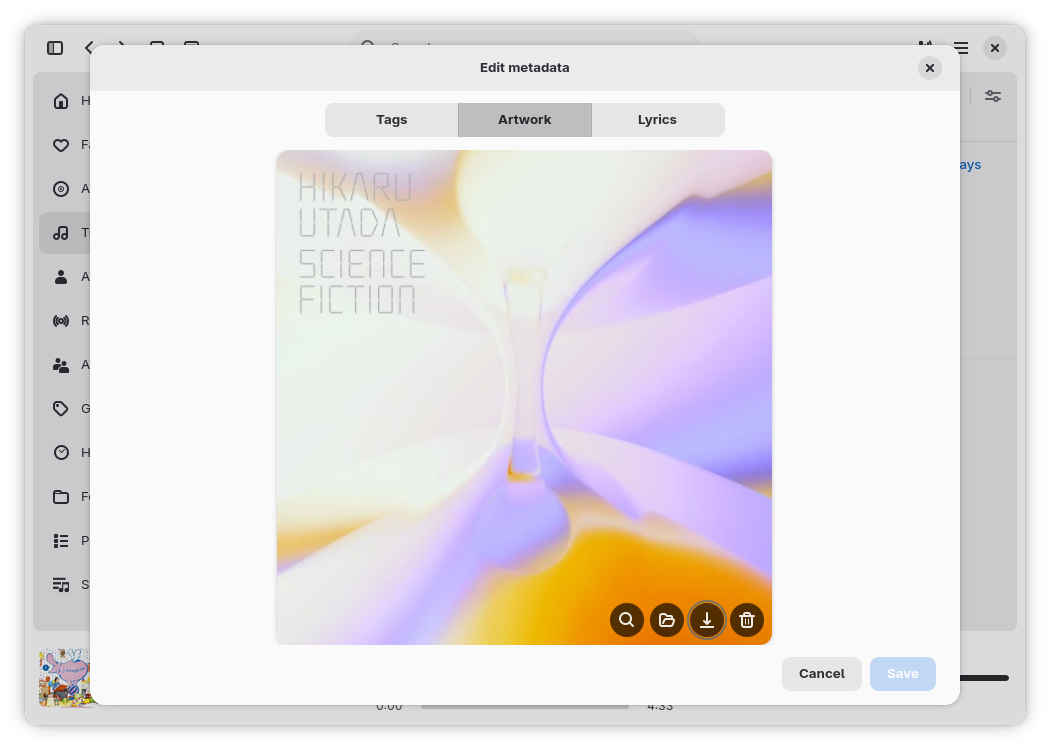 Edit metadata
Tags
Artwork
Lyrics
HIKARU
UTADA
SCIENCE
FICTION
ays
Cancel
Save
0:00
4:33